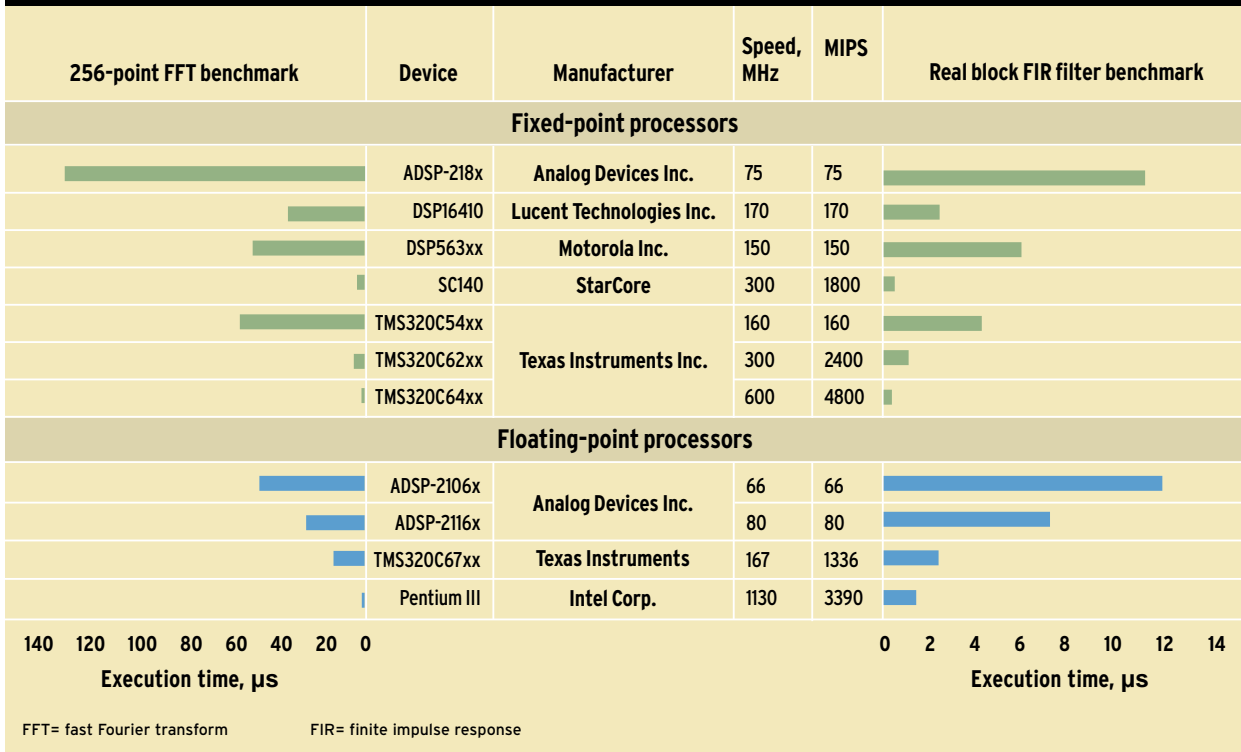 256-point FFT benchmark Device Manufacturer Speed, MHz MIPS Real block FIR filter benchmark
Fixed-point processors
ADSP-218x Analog Devices Inc. 75 75
DSP16410 Lucent Technologies Inc. 170 170
DSP563xx Motorola Inc. 150 150
SC140 StarCore 300 1800
TMS320C54xx 160 160
TMS320C62xx Texas Instruments Inc. 300 2400
TMS320C64xx 600 4800
Floating-point processors
ADSP-2106x Analog Devices Inc. 66 66
ADSP-2116x 80 80
TMS320C67xx Texas Instruments 167 1336
Pentium III Intel Corp. 1130 3390
140 120 100 80 60 40 20 0 0 2 4 6 8 10 12 14
Execution time, μs Execution time, μs
FFT= fast Fourier transform FIR= finite impulse response